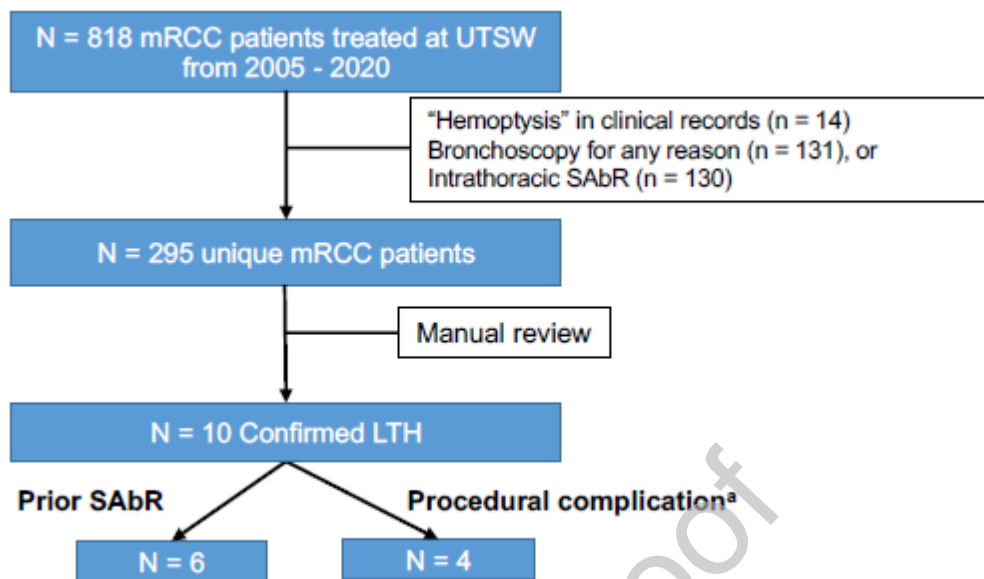 N = 818 mRCC patients treated at UTSW
from 2005 - 2020
“Hemoptysis” in clinical records (n = 14)
Bronchoscopy for any reason (n = 131), or
Intrathoracic SAbR (n = 130)
N = 295 unique mRCC patients
Manual review
N = 10 Confirmed LTH
Prior SAbR
Procedural complicationᵃ
N = 6
N = 4
oof